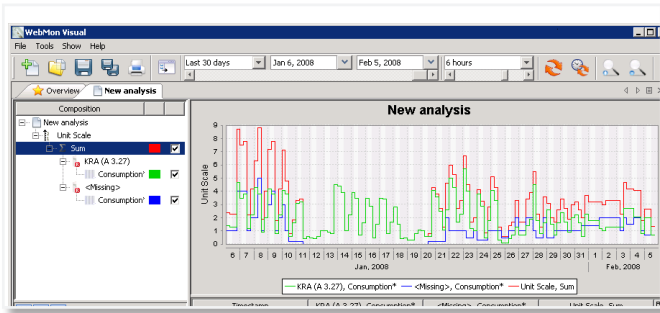 WebMon Visual
File Tools Show Help
Last 30 days Jan 6, 2008 Feb 5, 2008 6 hours
Overview New analysis
Composition
New analysis
Unit Scale
Sum
KRA (A 3.27)
Consumption*
<Missing>
Consumption*
New analysis
Unit Scale
9
8
7
6
5
4
3
2
1
0
6 7 8 9 10 11 12 13 14 15 16 17 18 19 20 21 22 23 24 25 26 27 28 29 30 31 1 2 3 4 5
Jan, 2008 Feb, 2008
KRA (A 3.27), Consumption* <Missing>, Consumption* Unit Scale, Sum
Timestamp KRA (A 3.27), Consumption* <Missing>, Consumption* Unit Scale, Sum